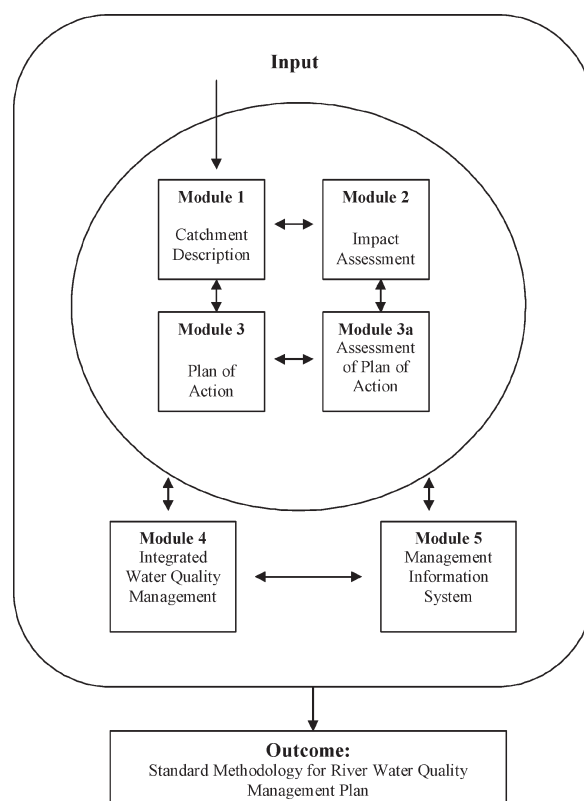 Input
Module 1
Catchment
Description
Module 2
Impact
Assessment
Module 3
Plan of
Action
Module 3a
Assessment
of Plan of
Action
Module 4
Integrated
Water Quality
Management
Module 5
Management
Information
System
Outcome:
Standard Methodology for River Water Quality
Management Plan